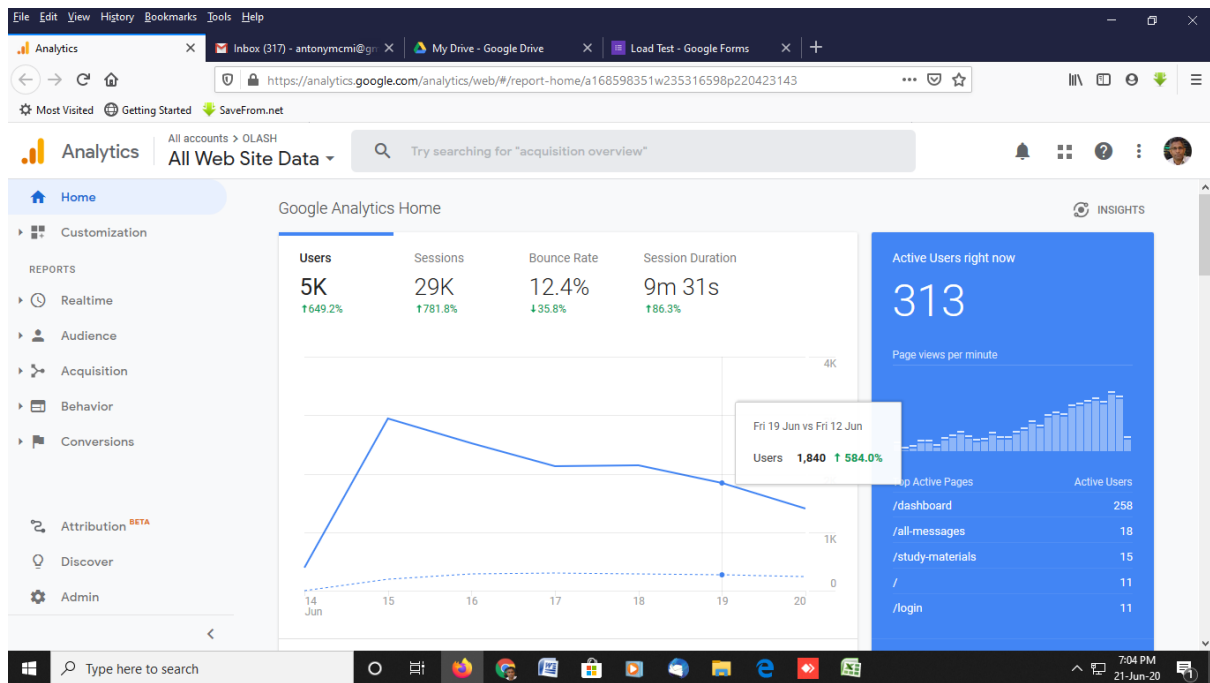 File Edit View History Bookmarks Tools Help
Analytics
Inbox (317) - antonymcmi@gm
My Drive - Google Drive
Load Test - Google Forms
https://analytics.google.com/analytics/web/#/report-home/a168598351w235316598p220423143
Most Visited Getting Started SaveFrom.net
Analytics
All accounts > OLASH
All Web Site Data
Try searching for "acquisition overview"
Home
Customization
REPORTS
Realtime
Audience
Acquisition
Behavior
Conversions
Attribution BETA
Discover
Admin
Google Analytics Home
INSIGHTS
Users Sessions Bounce Rate Session Duration
5K 29K 12.4% 9m 31s
↑649.2% ↑781.8% ↓35.8% ↑86.3%
4K
1K
0
14 15 16 17 18 19 20
Jun
Fri 19 Jun vs Fri 12 Jun
Users 1,840 ↑ 584.0%
Active Users right now
313
Page views per minute
Active Pages Active Users
/dashboard 258
/all-messages 18
/study-materials 15
/ 11
/login 11
Type here to search
7:04 PM
21-Jun-20
1